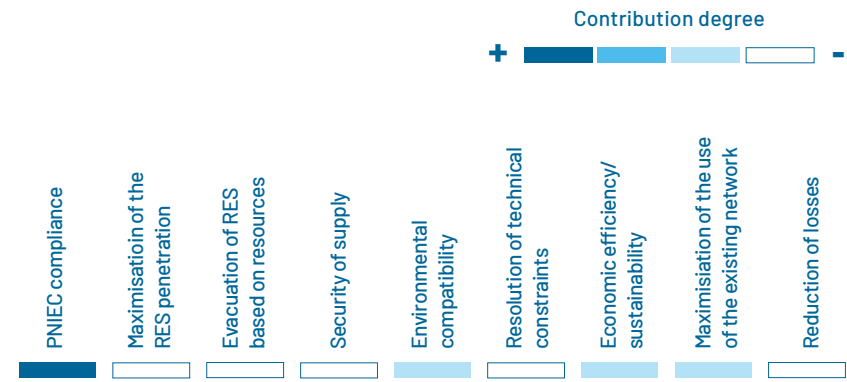 Contribution degree
+ -
PNIEC compliance
Maximisatioin of the
RES penetration
Evacuation of RES
based on resources
Security of supply
Environmental
compatibility
Resolution of technical
constraints
Economic efficiency/
sustainability
Maximisiation of the use
of the existing network
Reduction of losses